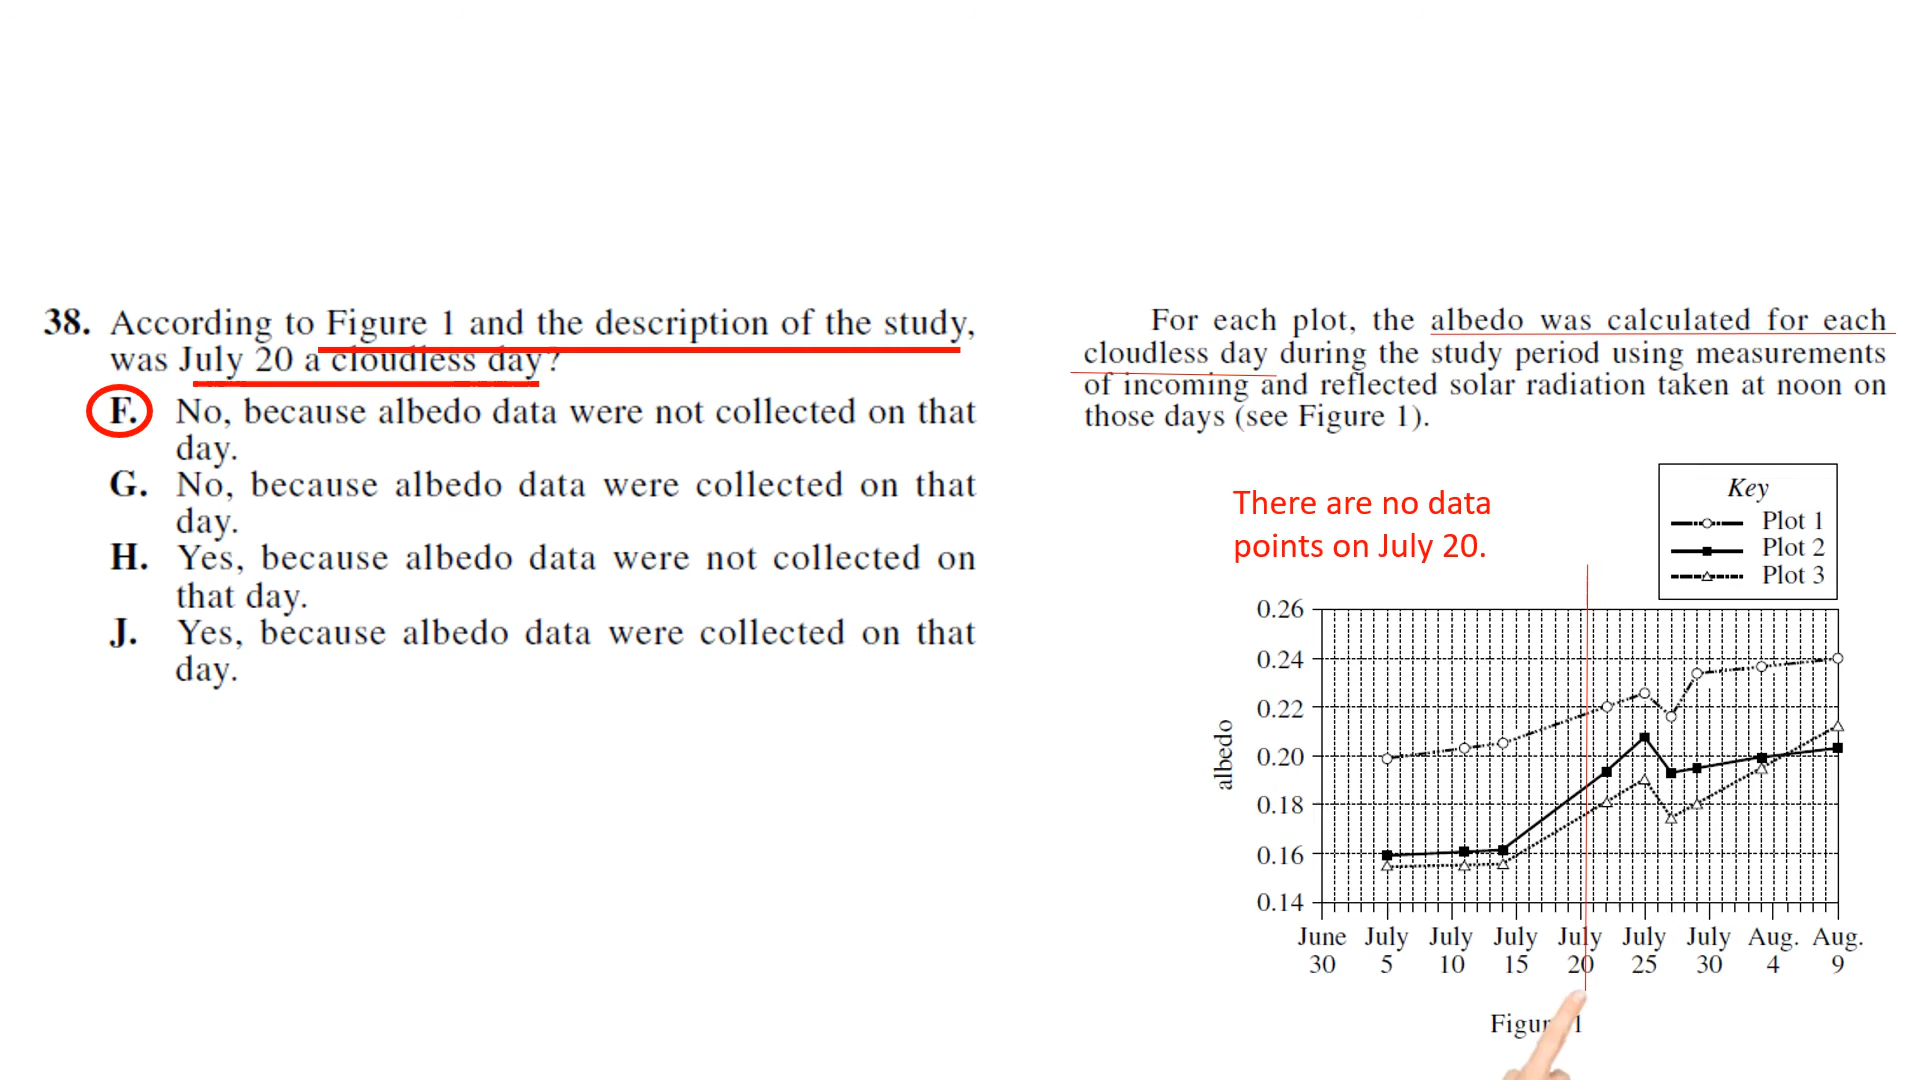 38. According to Figure 1 and the description of the study,
was July 20 a cloudless day?
F. No, because albedo data were not collected on that
day.
G. No, because albedo data were collected on that
day.
H. Yes, because albedo data were not collected on
that day.
J. Yes, because albedo data were collected on that
day.
For each plot, the albedo was calculated for each
cloudless day during the study period using measurements
of incoming and reflected solar radiation taken at noon on
those days (see Figure 1).
There are no data
points on July 20.
Key
Plot 1
Plot 2
Plot 3
albedo
0.26
0.24
0.22
0.20
0.18
0.16
0.14
June July July July July July July Aug. Aug.
30 5 10 15 20 25 30 4 9
Figur 1